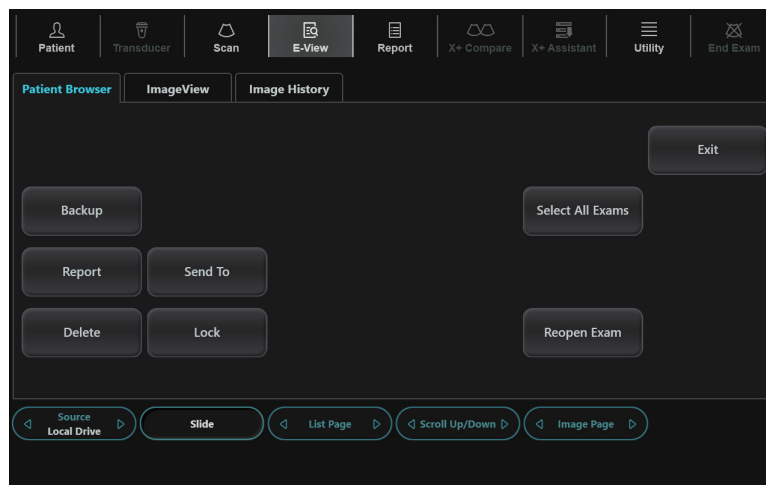 Patient Transducer Scan E-View Report X+ Compare X+ Assistant Utility End Exam
Patient Browser ImageView Image History
Exit
Backup Select All Exams
Report Send To
Delete Lock Reopen Exam
Source
Local Drive Slide List Page Scroll Up/Down Image Page